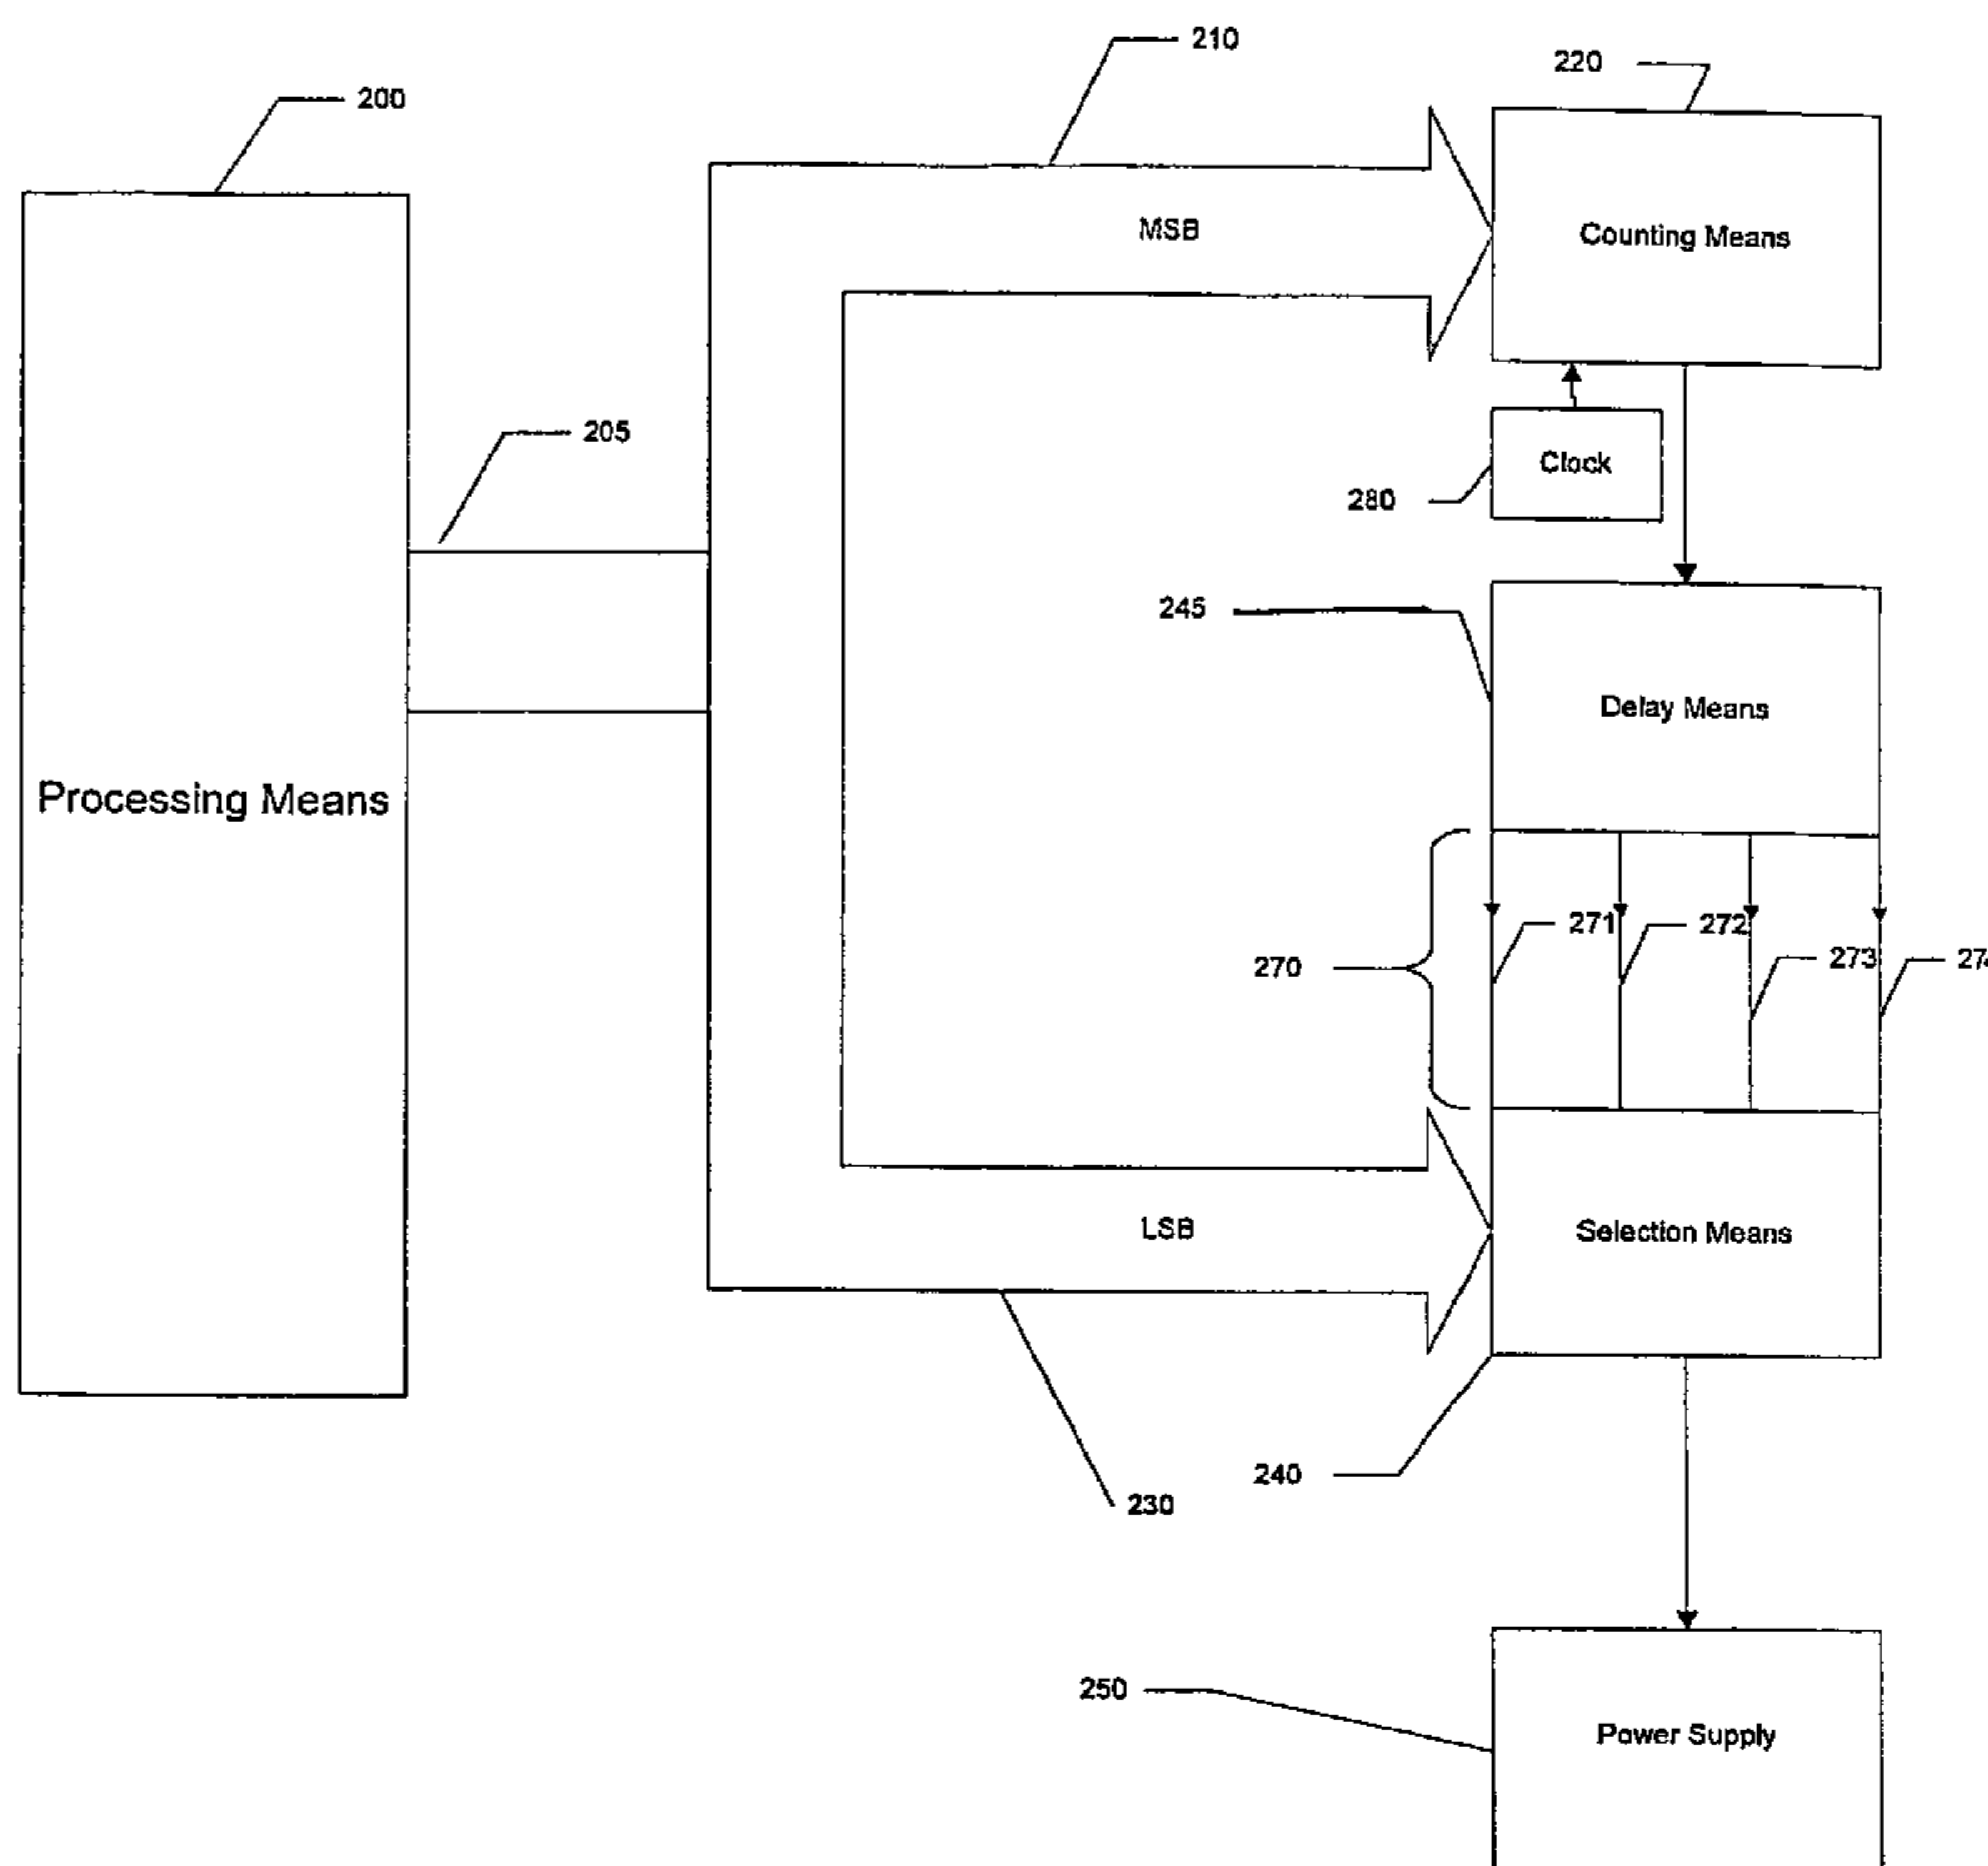 210
220
200
MSB
Counting Means
205
Clock
280
245
Delay Means
Processing Means
271
272
270
273
LSB
Selection Means
240
230
250
Power Supply